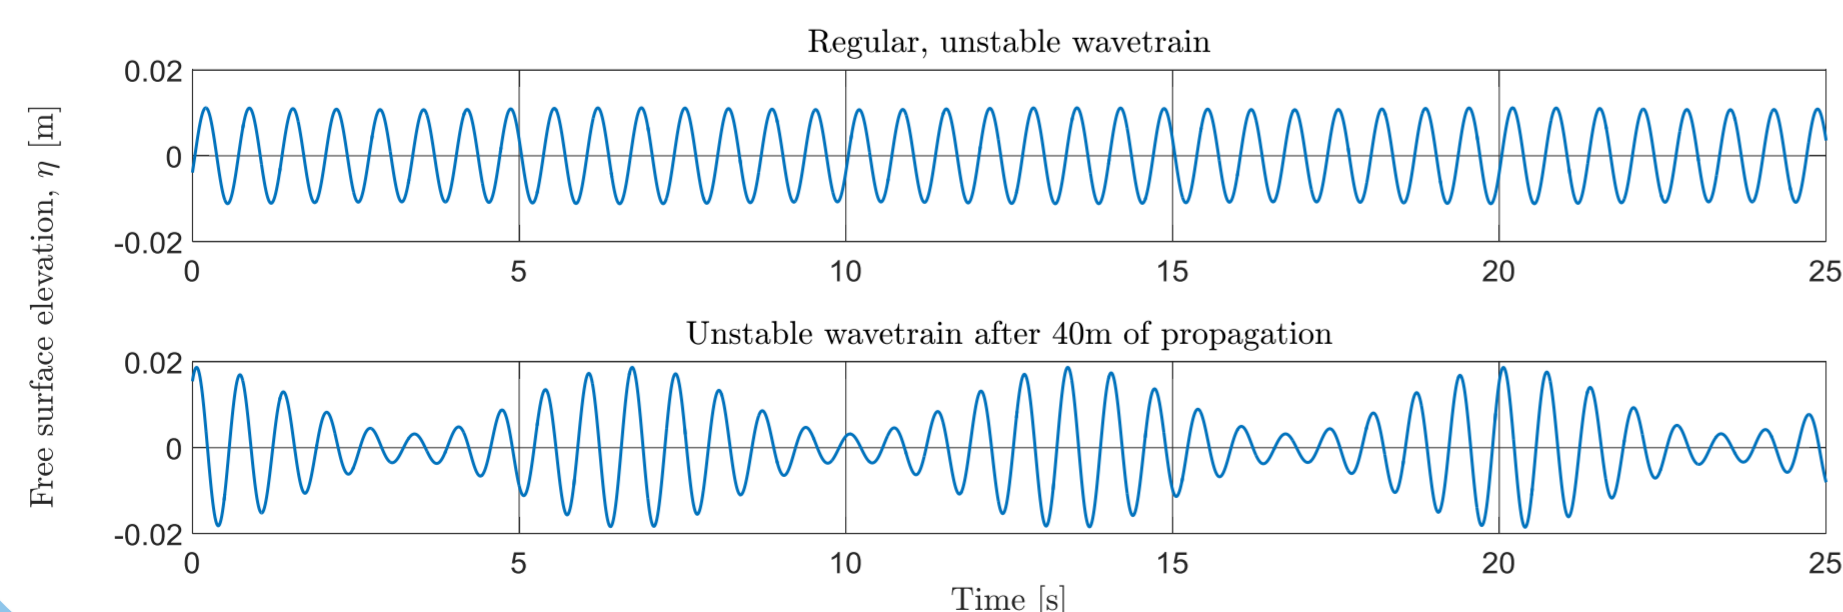 Regular, unstable wavetrain
0.02
0
-0.02
0 5 10 15 20 25
Free surface elevation, η [m]
Unstable wavetrain after 40m of propagation
0.02
0
-0.02
0 5 10 15 20 25
Time [s]